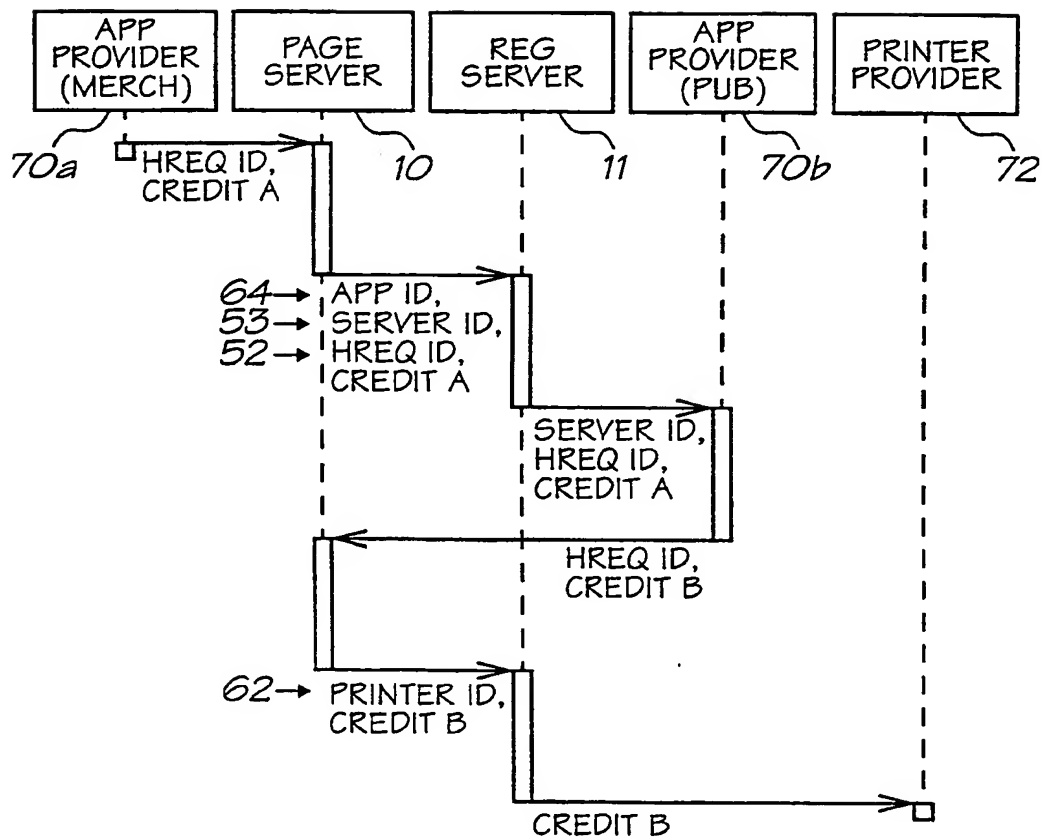 APP
PROVIDER
(MERCH)
PAGE
SERVER
REG
SERVER
APP
PROVIDER
(PUB)
PRINTER
PROVIDER
70a
10
11
70b
72
HREQ ID,
CREDIT A
64 → APP ID,
53 → SERVER ID,
52 → HREQ ID,
CREDIT A
SERVER ID,
HREQ ID,
CREDIT A
HREQ ID,
CREDIT B
62 → PRINTER ID,
CREDIT B
CREDIT B